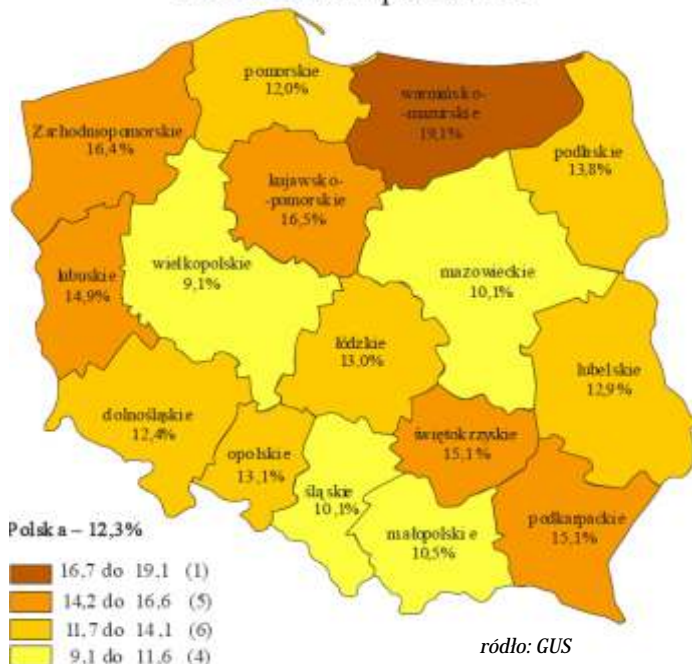 pomorskie
12,0%
warmińsko-
-mazurskie
19,1%
Zachodniopomorskie
16,4%
podlaskie
13,8%
kujawsko-
-pomorskie
16,5%
wielkopolskie
9,1%
mazowieckie
10,1%
lubuskie
14,9%
łódzkie
13,0%
lubelskie
12,9%
dolnośląskie
12,4%
opolskie
13,1%
świętokrzyskie
15,1%
śląskie
10,1%
małopolskie
10,5%
podkarpackie
15,1%
Polska – 12,3%
16,7 do 19,1 (1)
14,2 do 16,6 (5)
11,7 do 14,1 (6)
9,1 do 11,6 (4)
ródło: GUS